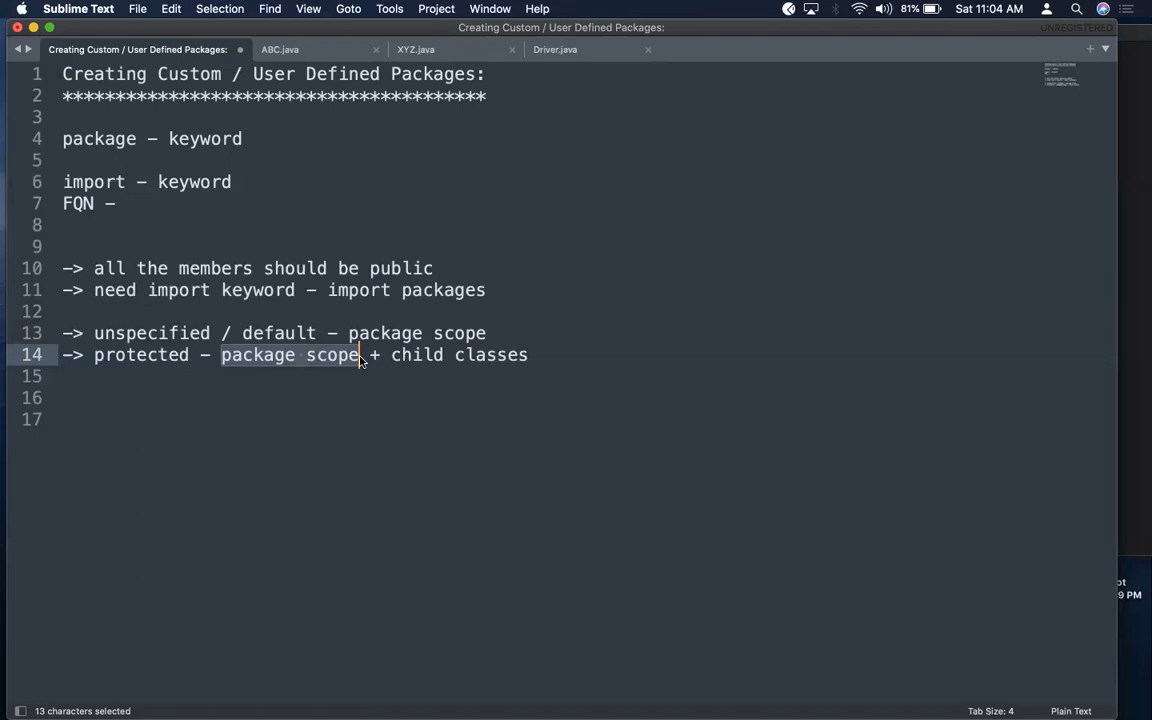 Sublime Text File Edit Selection Find View Goto Tools Project Window Help 81% Sat 11:04 AM
Creating Custom / User Defined Packages: UNREGISTERED
Creating Custom / User Defined Packages: ABC.java XYZ.java Driver.java
1 Creating Custom / User Defined Packages:
2 ****************************************
3
4 package - keyword
5
6 import - keyword
7 FQN -
8
9
10 -> all the members should be public
11 -> need import keyword - import packages
12
13 -> unspecified / default - package scope
14 -> protected - package scope + child classes
15
16
17
pt
9 PM
13 characters selected Tab Size: 4 Plain Text